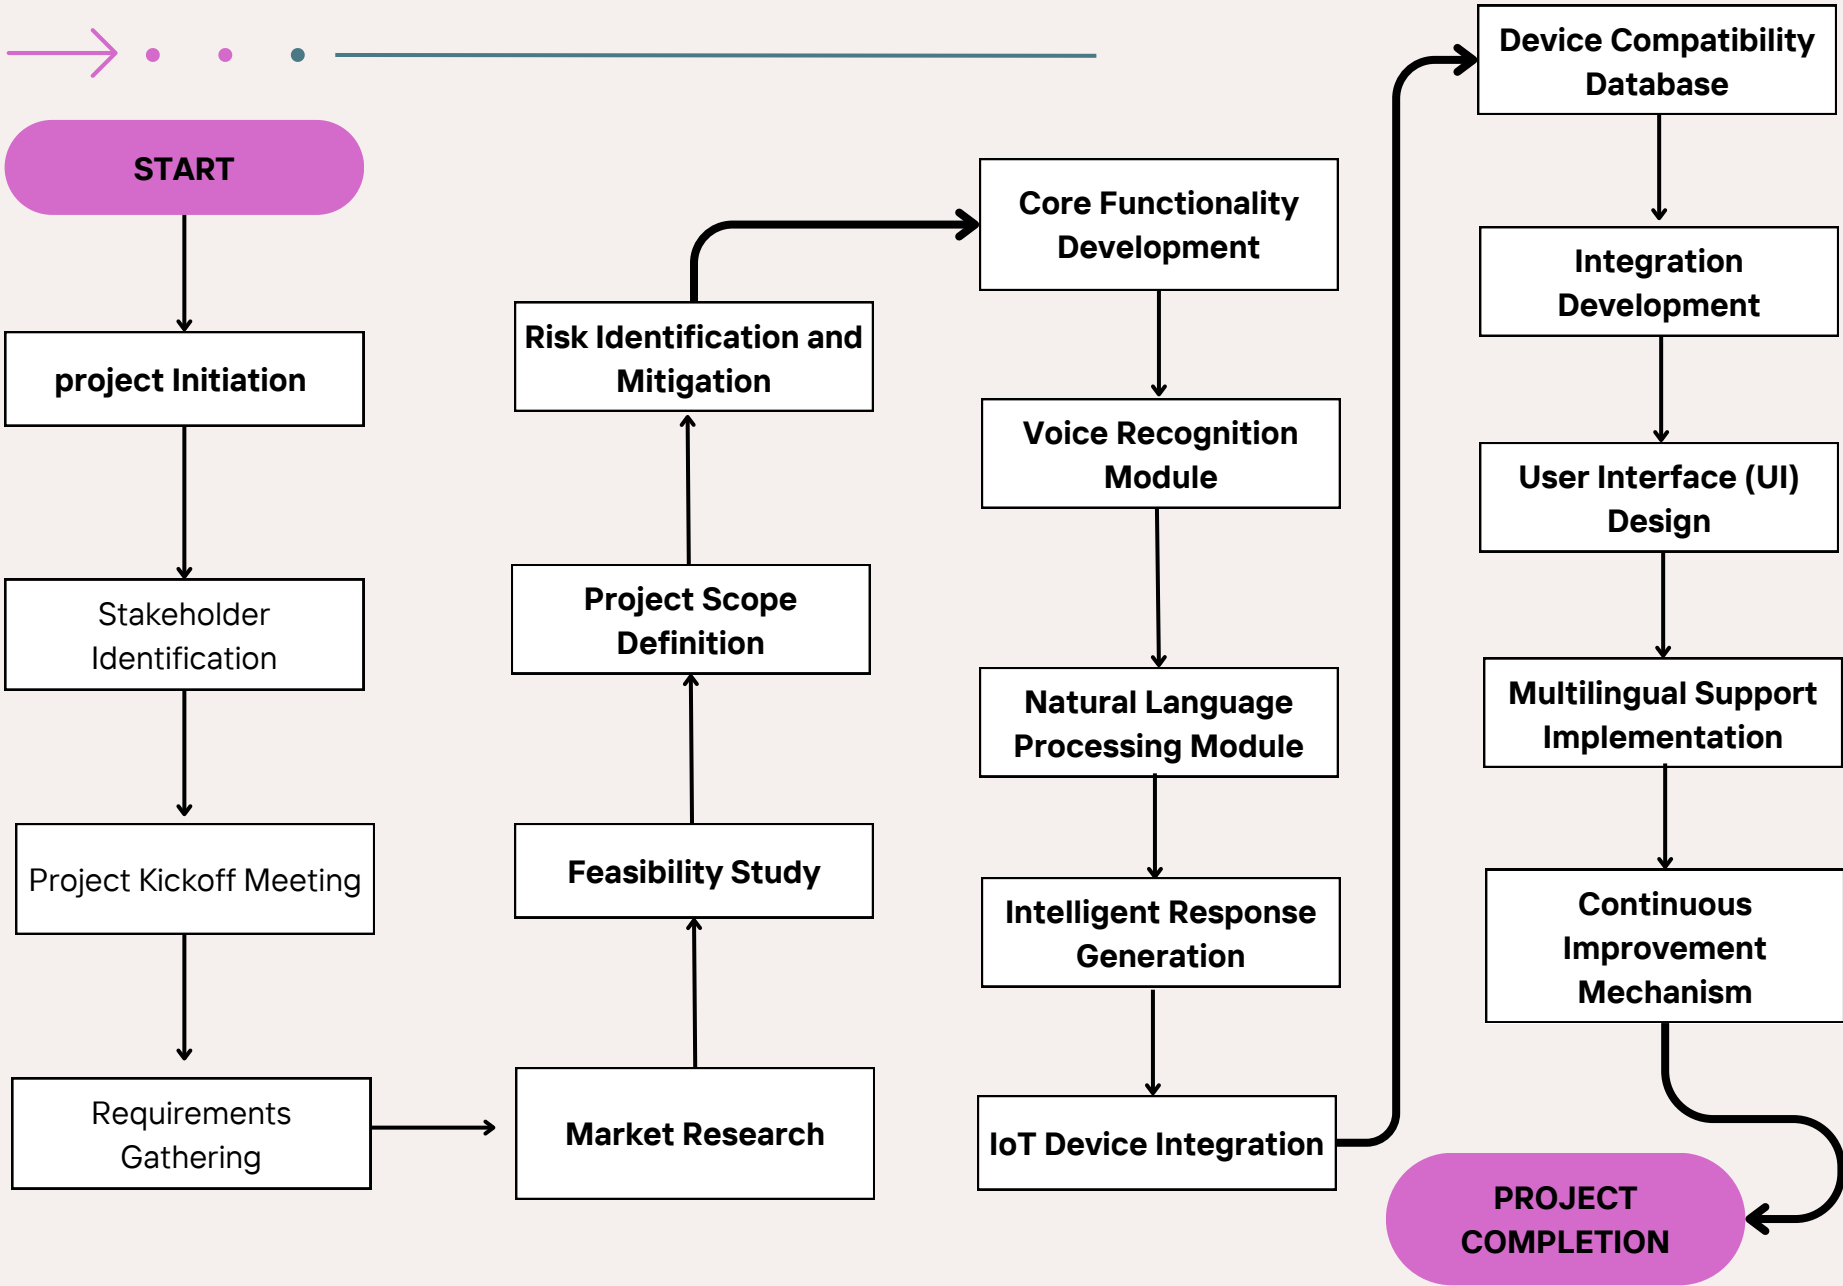 START
project Initiation
Stakeholder
Identification
Project Kickoff Meeting
Requirements
Gathering
Market Research
Feasibility Study
Project Scope
Definition
Risk Identification and
Mitigation
Core Functionality
Development
Voice Recognition
Module
Natural Language
Processing Module
Intelligent Response
Generation
IoT Device Integration
Device Compatibility
Database
Integration
Development
User Interface (UI)
Design
Multilingual Support
Implementation
Continuous
Improvement
Mechanism
PROJECT
COMPLETION